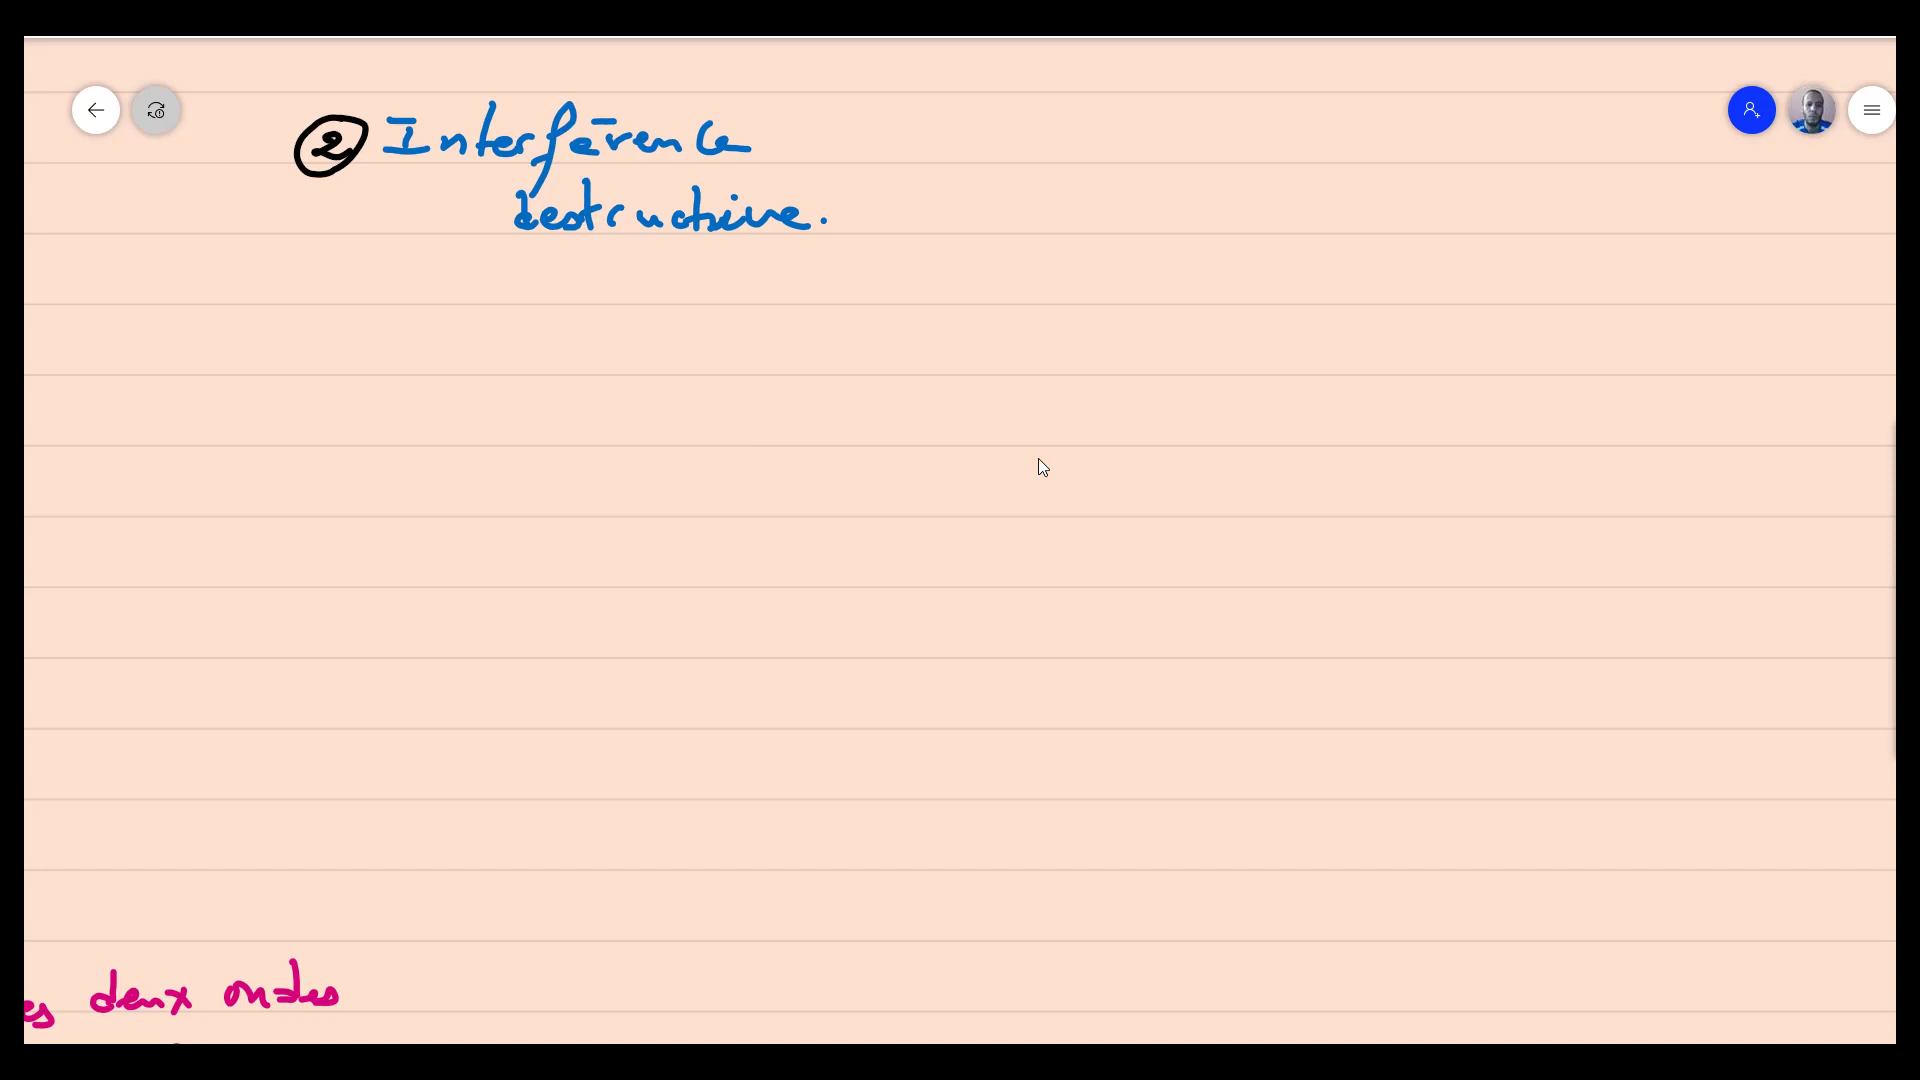 ② Interférence
destructive.
es deux ondes